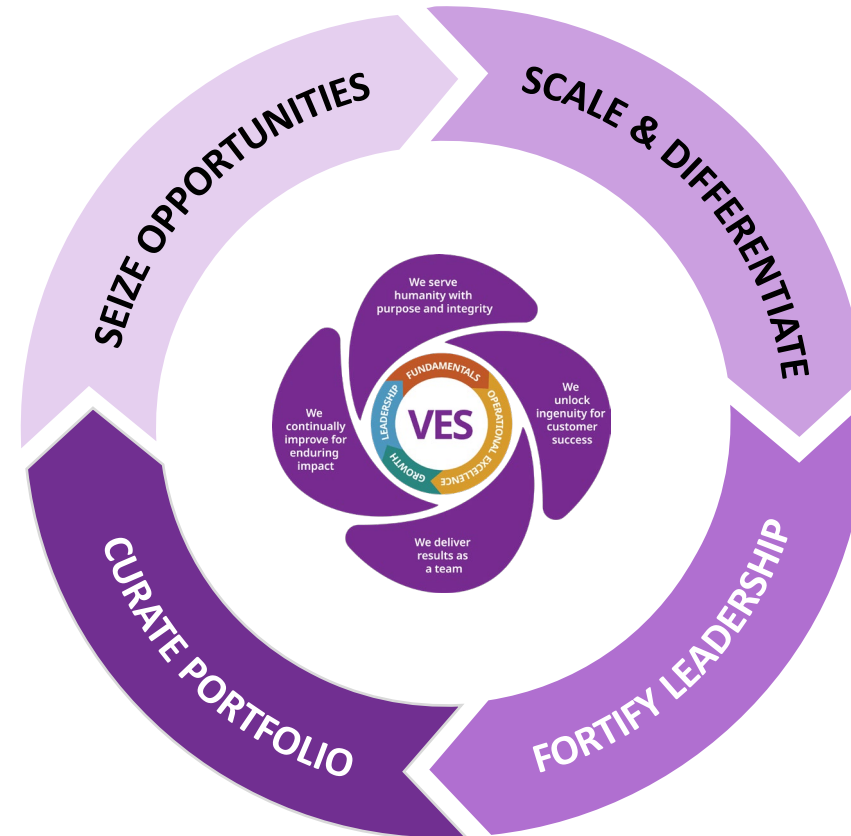 SEIZE OPPORTUNITIES
SCALE & DIFFERENTIATE
FORTIFY LEADERSHIP
CURATE PORTFOLIO
We serve
humanity with
purpose and integrity
We
unlock
ingenuity for
customer
success
We deliver
results as
a team
We
continually
improve for
enduring
impact
FUNDAMENTALS
OPERATIONAL EXCELLENCE
GROWTH
LEADERSHIP
VES